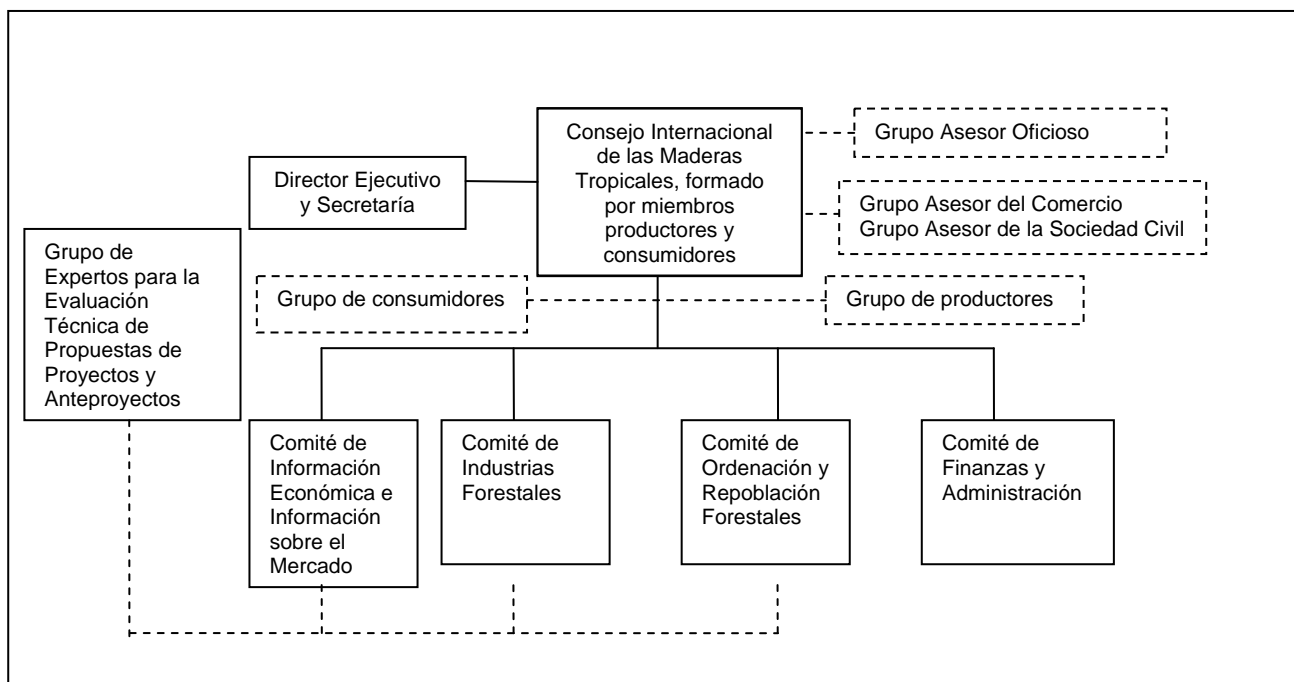 Consejo Internacional
de las Maderas
Tropicales, formado
por miembros
productores y
consumidores
Grupo Asesor Oficioso
Director Ejecutivo
y Secretaría
Grupo Asesor del Comercio
Grupo Asesor de la Sociedad Civil
Grupo de
Expertos para la
Evaluación
Técnica de
Propuestas de
Proyectos y
Anteproyectos
Grupo de consumidores
Grupo de productores
Comité de
Información
Económica e
Información
sobre el
Mercado
Comité de
Industrias
Forestales
Comité de
Ordenación y
Repoblación
Forestales
Comité de
Finanzas y
Administración